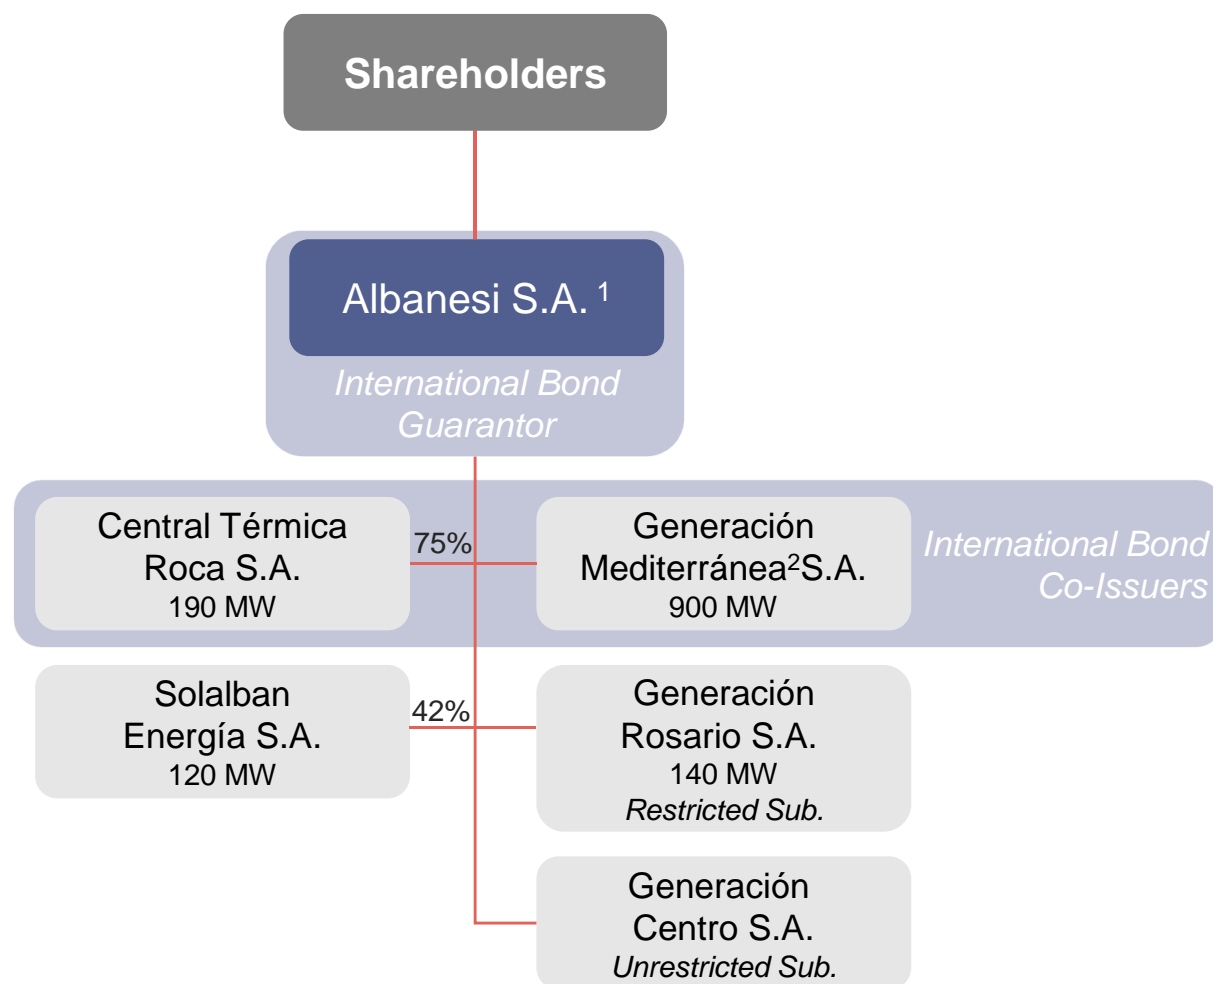 Shareholders
Albanesi S.A. 1
International Bond
Guarantor
Central Térmica
Roca S.A.
190 MW
75%
Generación
Mediterránea2S.A.
900 MW
International Bond
Co-Issuers
Solalban
Energía S.A.
120 MW
42%
Generación
Rosario S.A.
140 MW
Restricted Sub.
Generación
Centro S.A.
Unrestricted Sub.